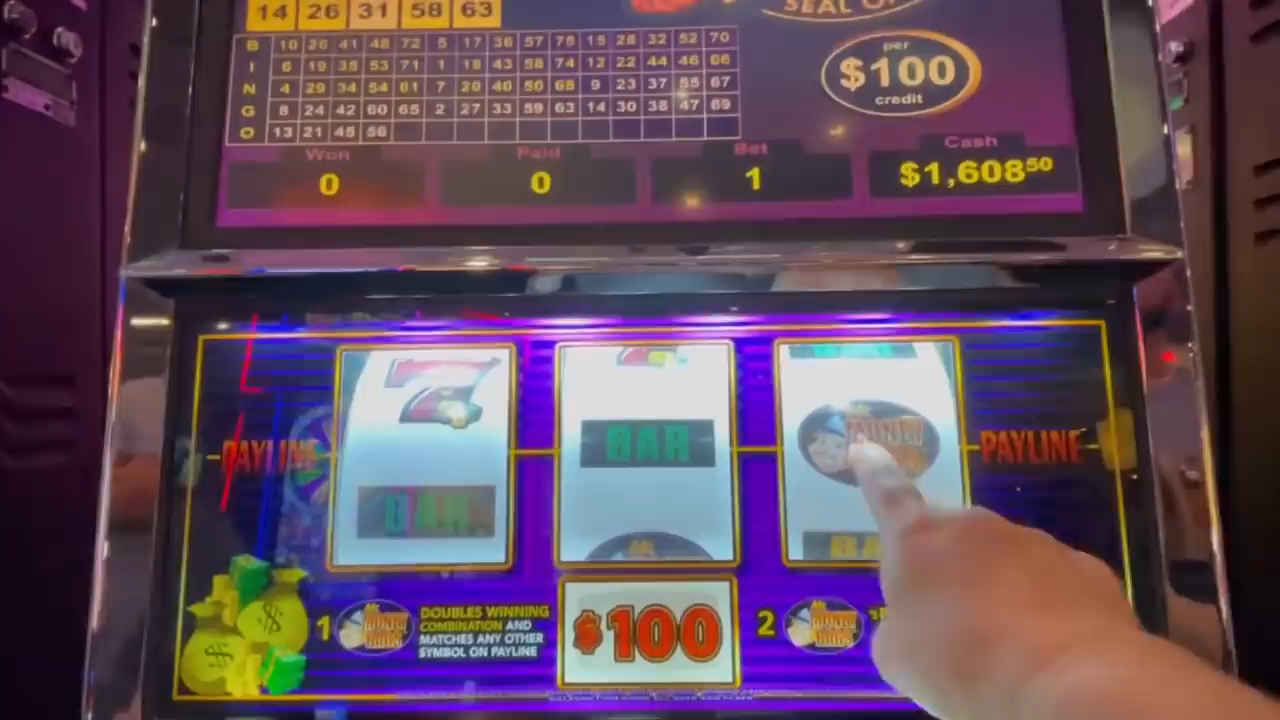 14 26 31 58 63
SEAL OF
B 10 26 41 48 72 5 17 36 57 75 15 28 32 52 70
I 6 19 35 53 71 1 18 43 58 74 12 22 44 46 66
N 4 29 34 54 61 7 20 40 50 68 9 23 37 55 67
G 8 24 42 60 65 2 27 33 59 63 14 30 38 47 69
O 13 21 45 56
per
$100
credit
Won Paid Bet Cash
0 0 1 $1,608 50
7
BAR
PAYLINE PAYLINE
BAR
BA
1 DOUBLES WINNING
COMBINATION AND
MATCHES ANY OTHER
SYMBOL ON PAYLINE
$100
2